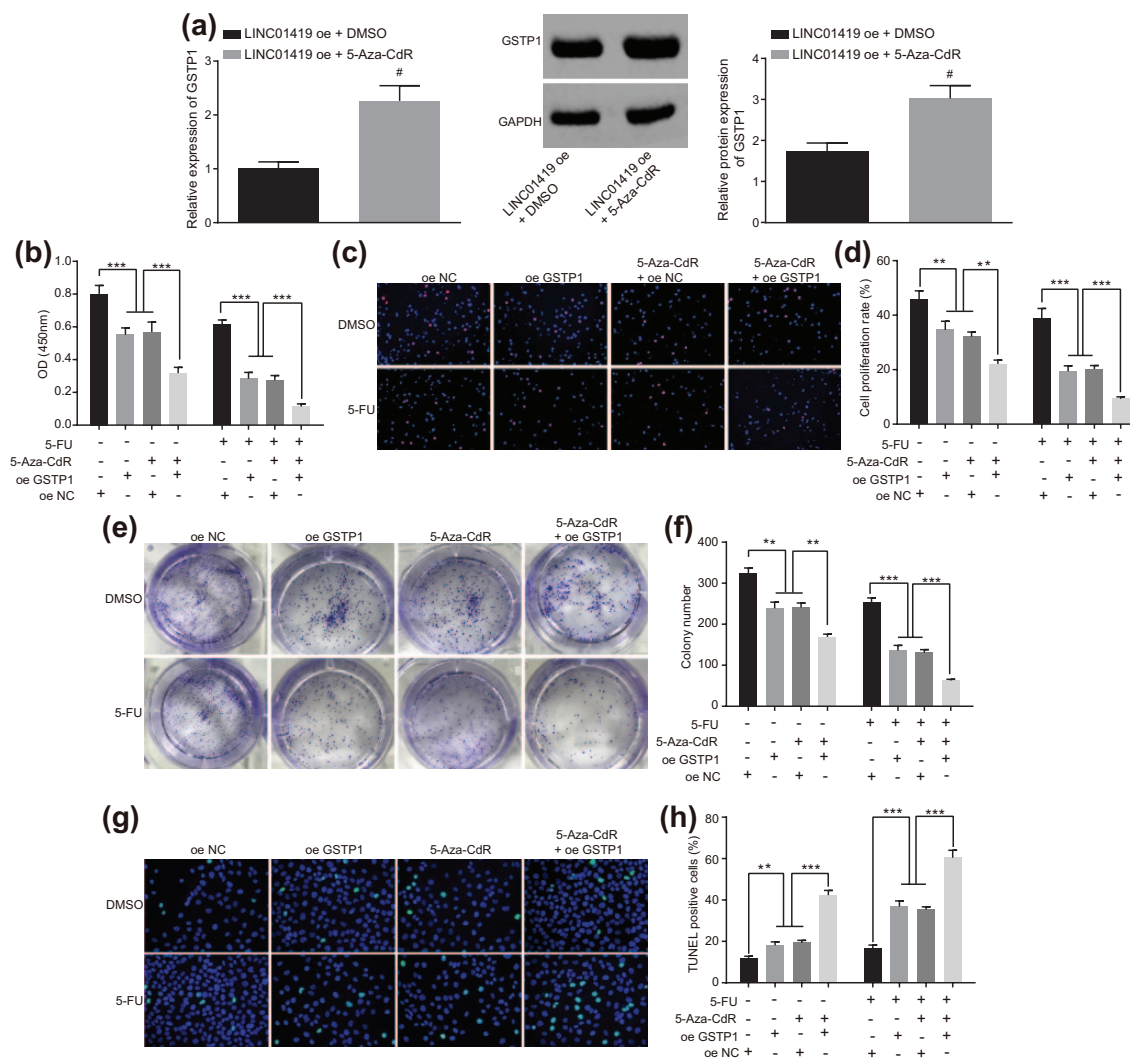 (a)
LINC01419 oe + DMSO
LINC01419 oe + 5-Aza-CdR
Relative expression of GSTP1
3
2
1
0
#
GSTP1
GAPDH
LINC01419 oe
+ DMSO
LINC01419 oe
+ 5-Aza-CdR
LINC01419 oe + DMSO
LINC01419 oe + 5-Aza-CdR
Relative protein expression
of GSTP1
4
3
2
1
0
#
(b)
OD (450nm)
1.0
0.8
0.6
0.4
0.2
0.0
*** *** *** ***
5-FU - - - - + + + +
5-Aza-CdR - - + + - - + +
oe GSTP1 - + - + - + - +
oe NC + - + - + - + -
(c)
oe NC
oe GSTP1
5-Aza-CdR
+ oe NC
5-Aza-CdR
+ oe GSTP1
DMSO
5-FU
(d)
Cell proliferation rate (%)
60
40
20
0
** ** *** ***
5-FU - - - - + + + +
5-Aza-CdR - - + + - - + +
oe GSTP1 - + - + - + - +
oe NC + - + - + - + -
(e)
oe NC
oe GSTP1
5-Aza-CdR
5-Aza-CdR
+ oe GSTP1
DMSO
5-FU
(f)
Colony number
400
300
200
100
0
** ** *** ***
5-FU - - - - + + + +
5-Aza-CdR - - + + - - + +
oe GSTP1 - + - + - + - +
oe NC + - + - + - + -
(g)
oe NC
oe GSTP1
5-Aza-CdR
5-Aza-CdR
+ oe GSTP1
DMSO
5-FU
(h)
TUNEL positive cells (%)
80
60
40
20
0
** *** *** ***
5-FU - - - - + + + +
5-Aza-CdR - - + + - - + +
oe GSTP1 - + - + - + - +
oe NC + - + - + - + -